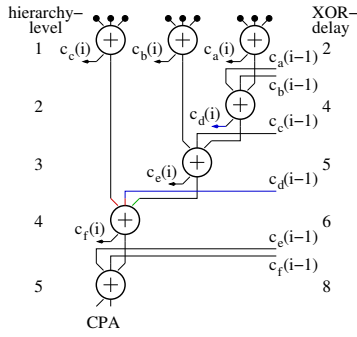 hierarchy- XOR-
level delay
1 c_c(i) + c_b(i) + c_a(i) + 2
c_a(i-1)
c_b(i-1)
2 + 4
c_d(i)
c_c(i-1)
3 + 5
c_e(i)
c_d(i-1)
4 + 6
c_f(i)
c_e(i-1)
c_f(i-1)
5 + 8
CPA